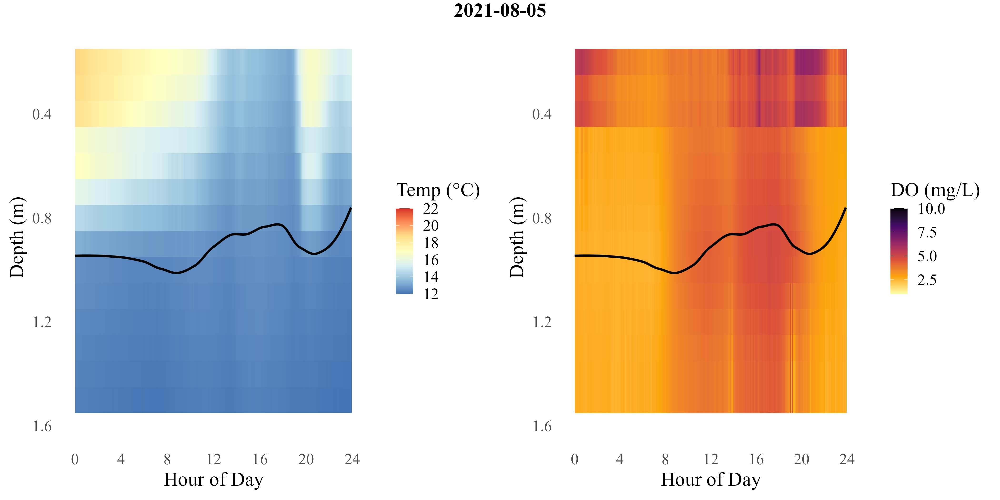 2021-08-05
Depth (m)
0.4
0.8
1.2
1.6
0 4 8 12 16 20 24
Hour of Day
Temp (°C)
22
20
18
16
14
12
Depth (m)
0.4
0.8
1.2
1.6
0 4 8 12 16 20 24
Hour of Day
DO (mg/L)
10.0
7.5
5.0
2.5